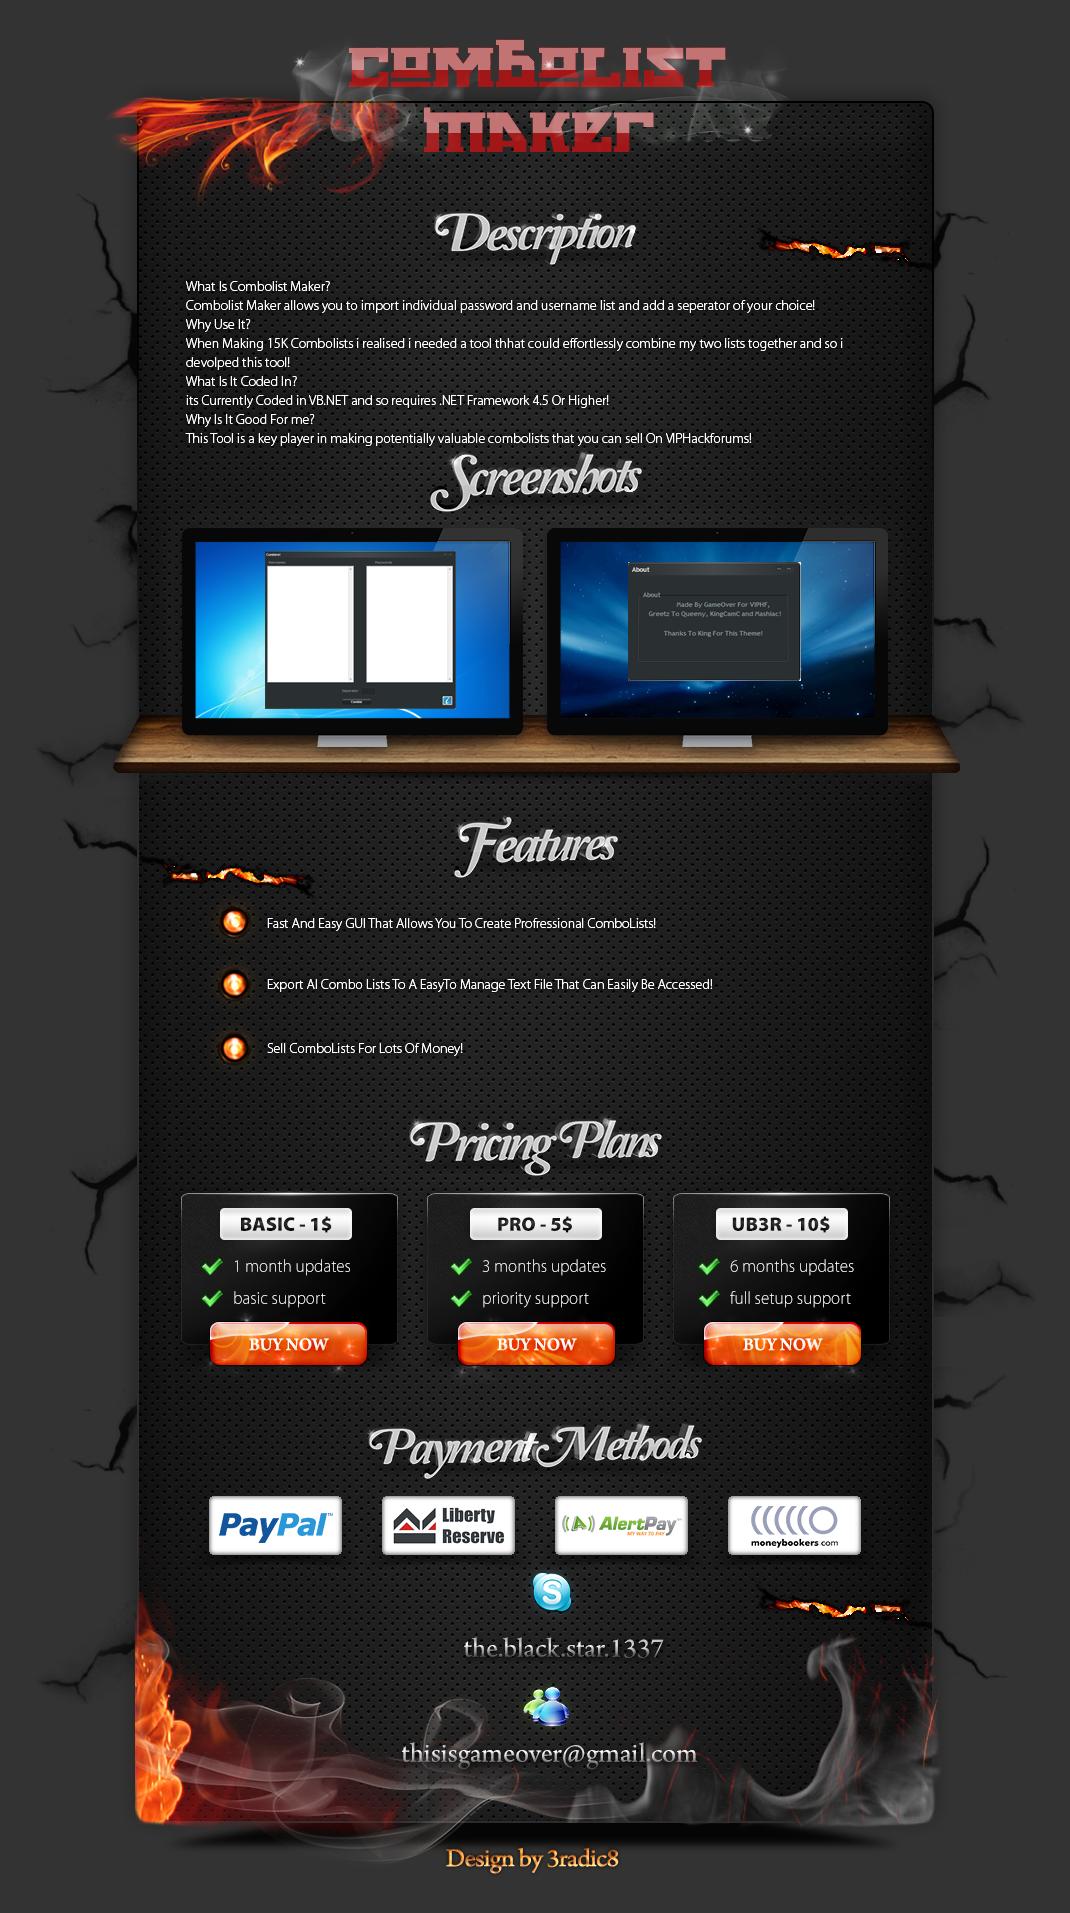 COMBOLIST
MAKER
Description
What Is Combolist Maker?
Combolist Maker allows you to import individual password and username list and add a seperator of your choice!
Why Use It?
When Making 15K Combolists i realised i needed a tool thhat could effortlessly combine my two lists together and so i
devolped this tool!
What Is It Coded In?
its Currently Coded in VB.NET and so requires .NET Framework 4.5 Or Higher!
Why Is It Good For me?
This Tool is a key player in making potentially valuable combolists that you can sell On VIPHackforums!
Screenshots
About
About
Made By GameOver For VIPHF,
Greetz To Queeny, KingCamC and Mashiac!
Thanks To King For This Theme!
Features
Fast And Easy GUI That Allows You To Create Profressional ComboLists!
Export Al Combo Lists To A EasyTo Manage Text File That Can Easily Be Accessed!
Sell ComboLists For Lots Of Money!
Pricing Plans
BASIC - 1$
1 month updates
basic support
BUY NOW
PRO - 5$
3 months updates
priority support
BUY NOW
UB3R - 10$
6 months updates
full setup support
BUY NOW
Payment Methods
PayPal™
Liberty
Reserve
AlertPay™
MY WAY TO PAY
moneybookers.com
S
the.black.star.1337
thisisgameover@gmail.com
Design by 3radic8